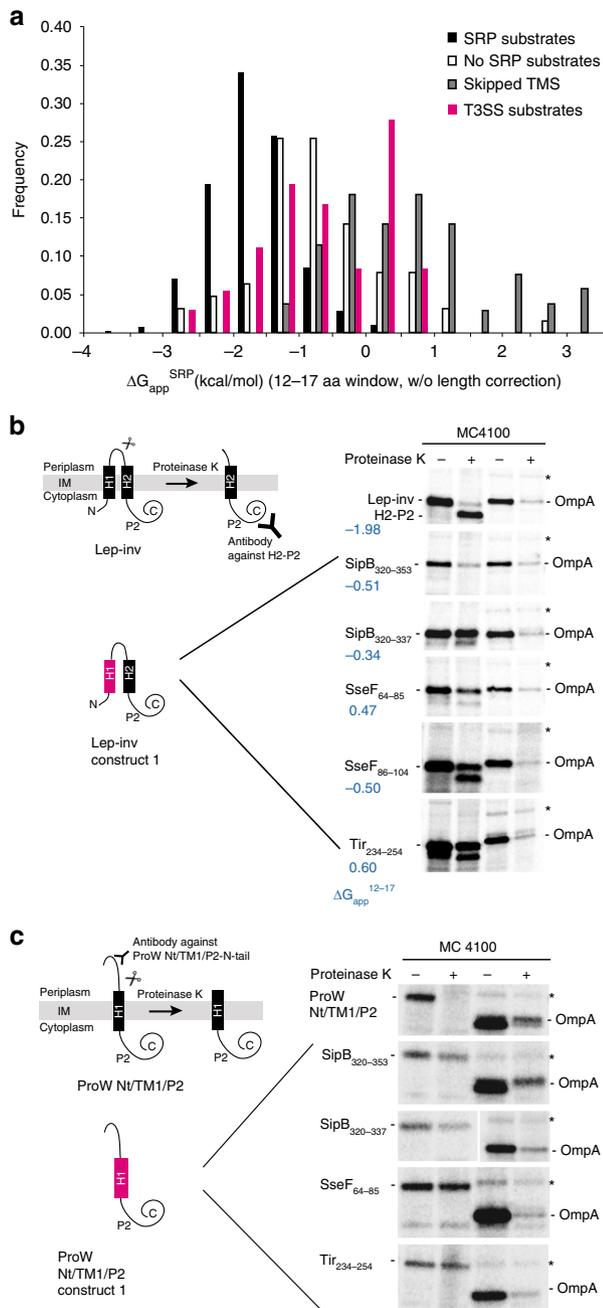 a
0.40
0.35
0.30
0.25
0.20
0.15
0.10
0.05
0.00
Frequency
SRP substrates
No SRP substrates
Skipped TMS
T3SS substrates
–4 –3 –2 –1 0 1 2 3
ΔGapp^SRP(kcal/mol) (12–17 aa window, w/o length correction)
b
Periplasm
IM
Cytoplasm
H1 H2
N
P2
C
Proteinase K
H2
P2
C
Antibody
against H2-P2
Lep-inv
H1 H2
N
P2
C
Lep-inv
construct 1
MC4100
Proteinase K – + – +
*
Lep-inv - - OmpA
H2-P2 -
–1.98
*
SipB320–353 - - OmpA
–0.51
*
SipB320–337 - - OmpA
–0.34
*
SseF64–85 - - OmpA
0.47
*
SseF86–104 - - OmpA
–0.50
*
Tir234–254 - - OmpA
0.60
ΔGapp^12–17
c
Antibody against
ProW Nt/TM1/P2-N-tail
Periplasm
IM
Cytoplasm
H1
P2
C
Proteinase K
H1
P2
C
ProW Nt/TM1/P2
H1
P2
C
ProW
Nt/TM1/P2
construct 1
MC 4100
Proteinase K – + – +
ProW - *
Nt/TM1/P2 - OmpA
SipB320–353 - *
- OmpA
SipB320–337 - *
- OmpA
SseF64–85 - *
- OmpA
Tir234–254 - *
- OmpA